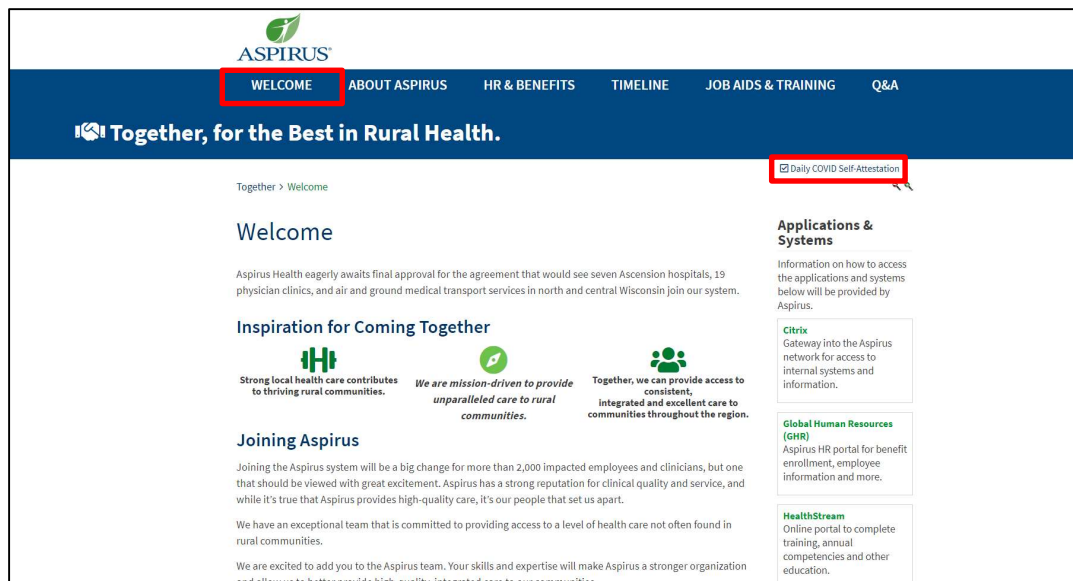 ASPIRUS
WELCOME ABOUT ASPIRUS HR & BENEFITS TIMELINE JOB AIDS & TRAINING Q&A
Together, for the Best in Rural Health.
Daily COVID Self-Attestation
Together > Welcome
Welcome
Aspirus Health eagerly awaits final approval for the agreement that would see seven Ascension hospitals, 19
physician clinics, and air and ground medical transport services in north and central Wisconsin join our system.
Inspiration for Coming Together
Strong local health care contributes
to thriving rural communities.
We are mission-driven to provide
unparalleled care to rural
communities.
Together, we can provide access to
consistent,
integrated and excellent care to
communities throughout the region.
Joining Aspirus
Joining the Aspirus system will be a big change for more than 2,000 impacted employees and clinicians, but one
that should be viewed with great excitement. Aspirus has a strong reputation for clinical quality and service, and
while it's true that Aspirus provides high-quality care, it's our people that set us apart.
We have an exceptional team that is committed to providing access to a level of health care not often found in
rural communities.
We are excited to add you to the Aspirus team. Your skills and expertise will make Aspirus a stronger organization
and allow us to better provide high-quality, integrated care to our communities.
Applications &
Systems
Information on how to access
the applications and systems
below will be provided by
Aspirus.
Citrix
Gateway into the Aspirus
network for access to
internal systems and
information.
Global Human Resources
(GHR)
Aspirus HR portal for benefit
enrollment, employee
information and more.
HealthStream
Online portal to complete
training, annual
competencies and other
education.